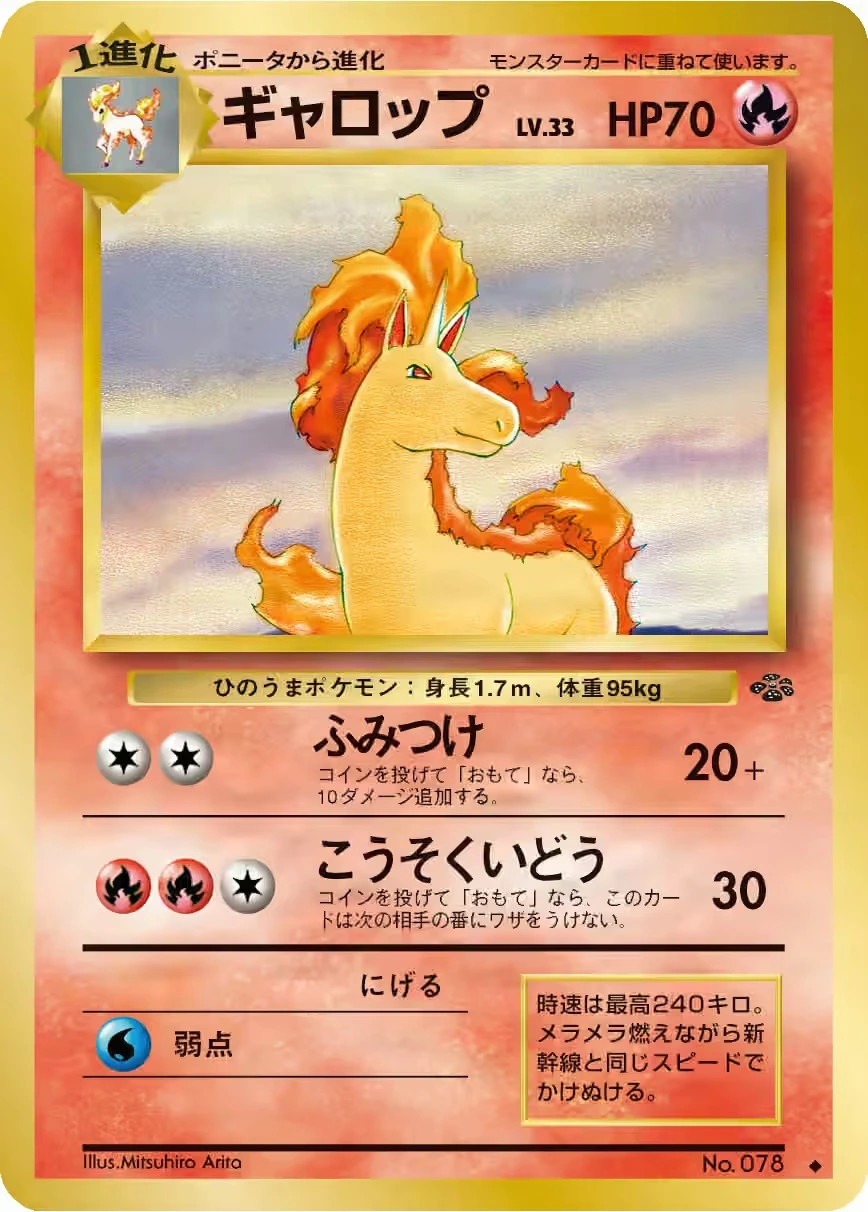 1進化 ポニータから進化 モンスターカードに重ねて使います。
ギャロップ LV.33 HP70
ひのうまポケモン：身長1.7m、体重95kg
ふみつけ 20+
コインを投げて「おもて」なら、
10ダメージ追加する。
こうそくいどう 30
コインを投げて「おもて」なら、このカー
ドは次の相手の番にワザをうけない。
にげる
弱点
時速は最高240キロ。
メラメラ燃えながら新
幹線と同じスピードで
かけぬける。
Illus.Mitsuhiro Arita No.078